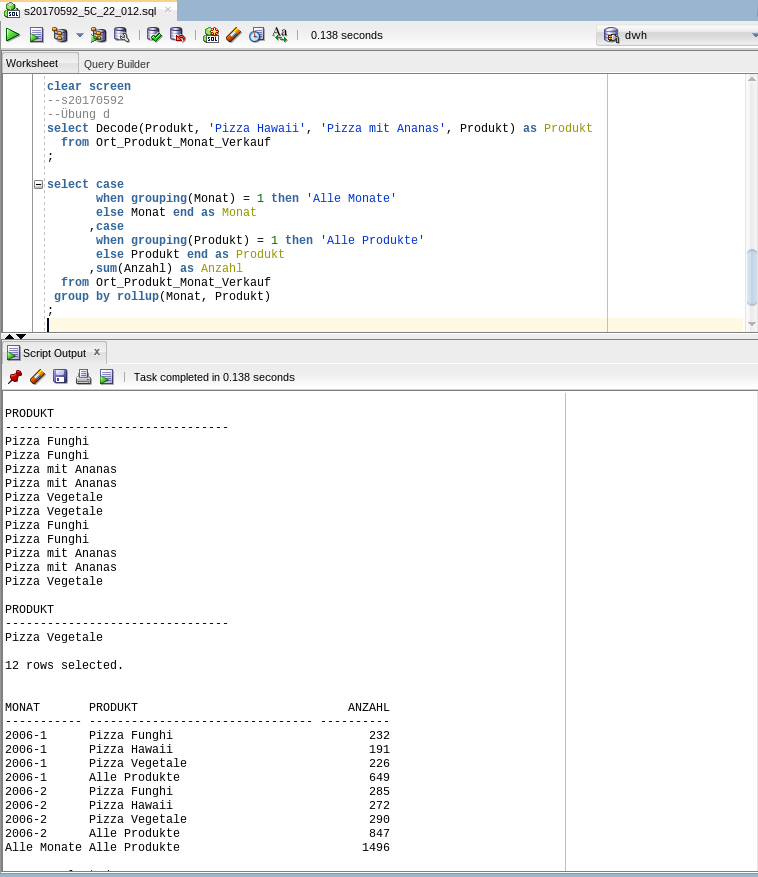 s20170592_5C_22_012.sql
0.138 seconds
dwh
Worksheet Query Builder
clear screen
--s20170592
--Übung d
select Decode(Produkt, 'Pizza Hawaii', 'Pizza mit Ananas', Produkt) as Produkt
from Ort_Produkt_Monat_Verkauf
;
select case
when grouping(Monat) = 1 then 'Alle Monate'
else Monat end as Monat
,case
when grouping(Produkt) = 1 then 'Alle Produkte'
else Produkt end as Produkt
,sum(Anzahl) as Anzahl
from Ort_Produkt_Monat_Verkauf
group by rollup(Monat, Produkt)
;
Script Output x
Task completed in 0.138 seconds
PRODUKT
--------------------------------
Pizza Funghi
Pizza Funghi
Pizza mit Ananas
Pizza mit Ananas
Pizza Vegetale
Pizza Vegetale
Pizza Funghi
Pizza Funghi
Pizza mit Ananas
Pizza mit Ananas
Pizza Vegetale
PRODUKT
--------------------------------
Pizza Vegetale
12 rows selected.
MONAT PRODUKT ANZAHL
----------- -------------------------------- ----------
2006-1 Pizza Funghi 232
2006-1 Pizza Hawaii 191
2006-1 Pizza Vegetale 226
2006-1 Alle Produkte 649
2006-2 Pizza Funghi 285
2006-2 Pizza Hawaii 272
2006-2 Pizza Vegetale 290
2006-2 Alle Produkte 847
Alle Monate Alle Produkte 1496